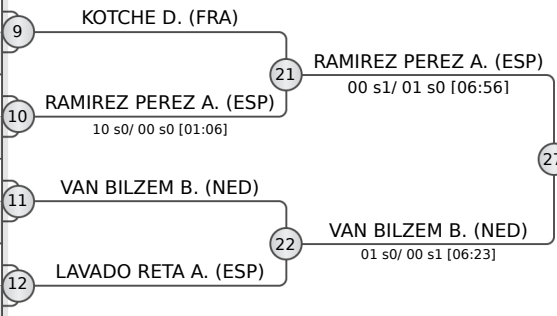 9
KOTCHE D. (FRA)
21
RAMIREZ PEREZ A. (ESP)
00 s1/ 01 s0 [06:56]
10
RAMIREZ PEREZ A. (ESP)
10 s0/ 00 s0 [01:06]
27
11
VAN BILZEM B. (NED)
22
VAN BILZEM B. (NED)
01 s0/ 00 s1 [06:23]
12
LAVADO RETA A. (ESP)